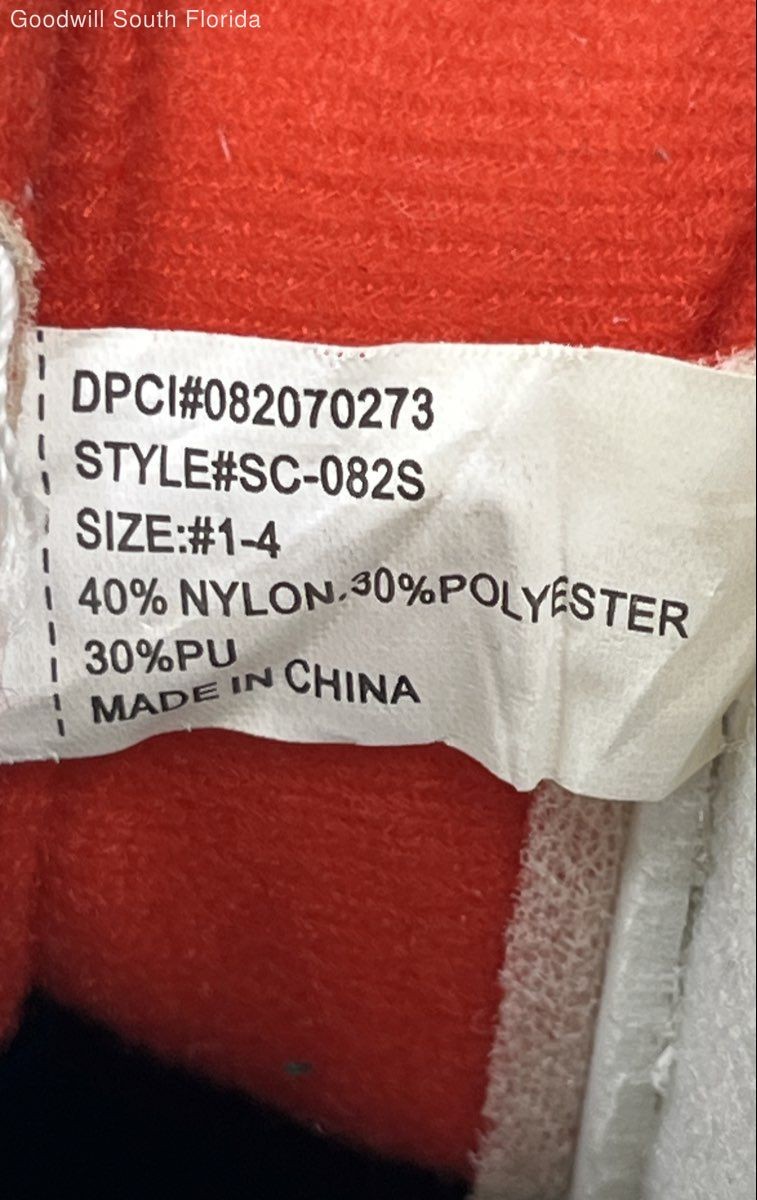 Goodwill South Florida
DPCI#082070273
STYLE#SC-082S
SIZE:#1-4
40% NYLON.30%POLYESTER
30%PU
MADE IN CHINA